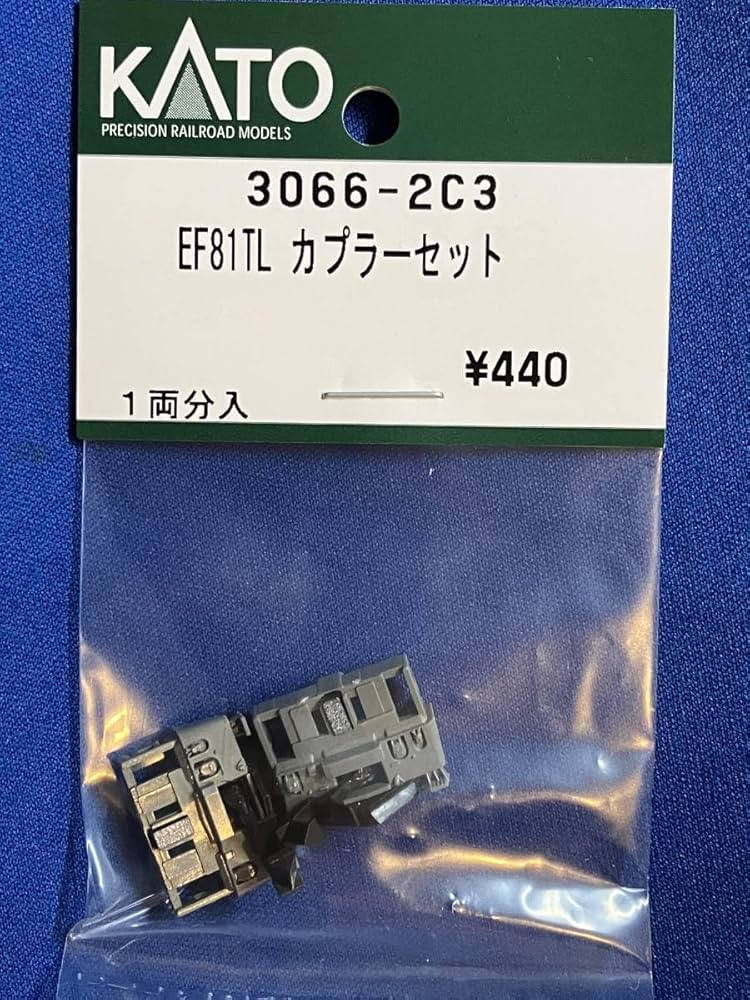 KATO
PRECISION RAILROAD MODELS
3066-2C3
EF81TL カプラーセット
¥440
1両分入